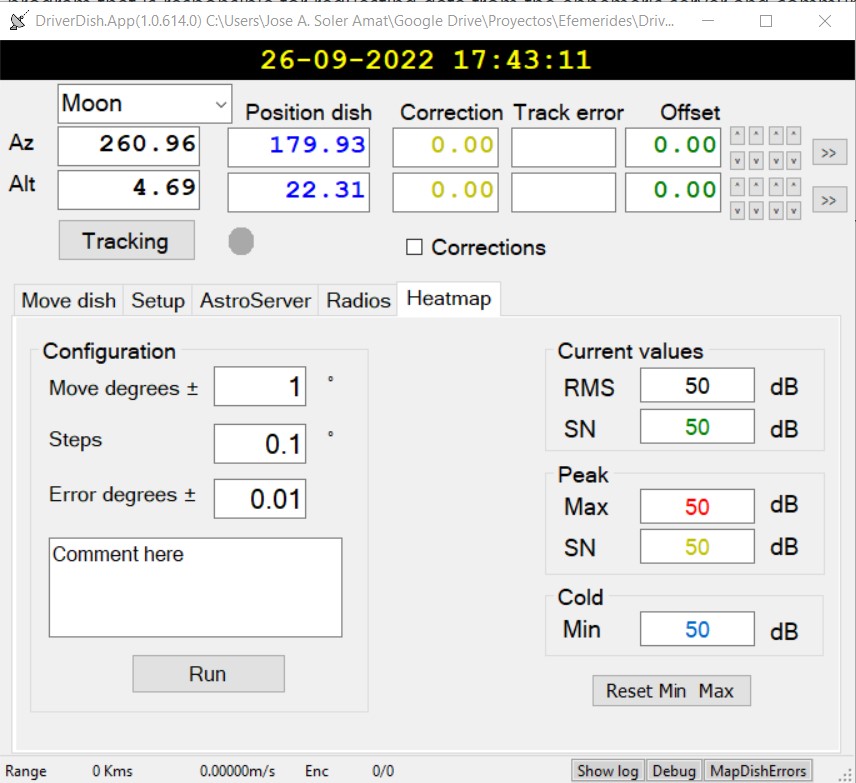 DriverDish.App(1.0.614.0) C:\Users\Jose A. Soler Amat\Google Drive\Proyectos\Efemerides\Driv...
26-09-2022 17:43:11
Moon
Position dish Correction Track error Offset
Az 260.96 179.93 0.00 0.00 >>
Alt 4.69 22.31 0.00 0.00 >>
Tracking
Corrections
Move dish Setup AstroServer Radios Heatmap
Configuration
Move degrees ± 1 °
Steps 0.1 °
Error degrees ± 0.01
Comment here
Run
Current values
RMS 50 dB
SN 50 dB
Peak
Max 50 dB
SN 50 dB
Cold
Min 50 dB
Reset Min Max
Range 0 Kms 0.00000m/s Enc 0/0 Show log Debug MapDishErrors